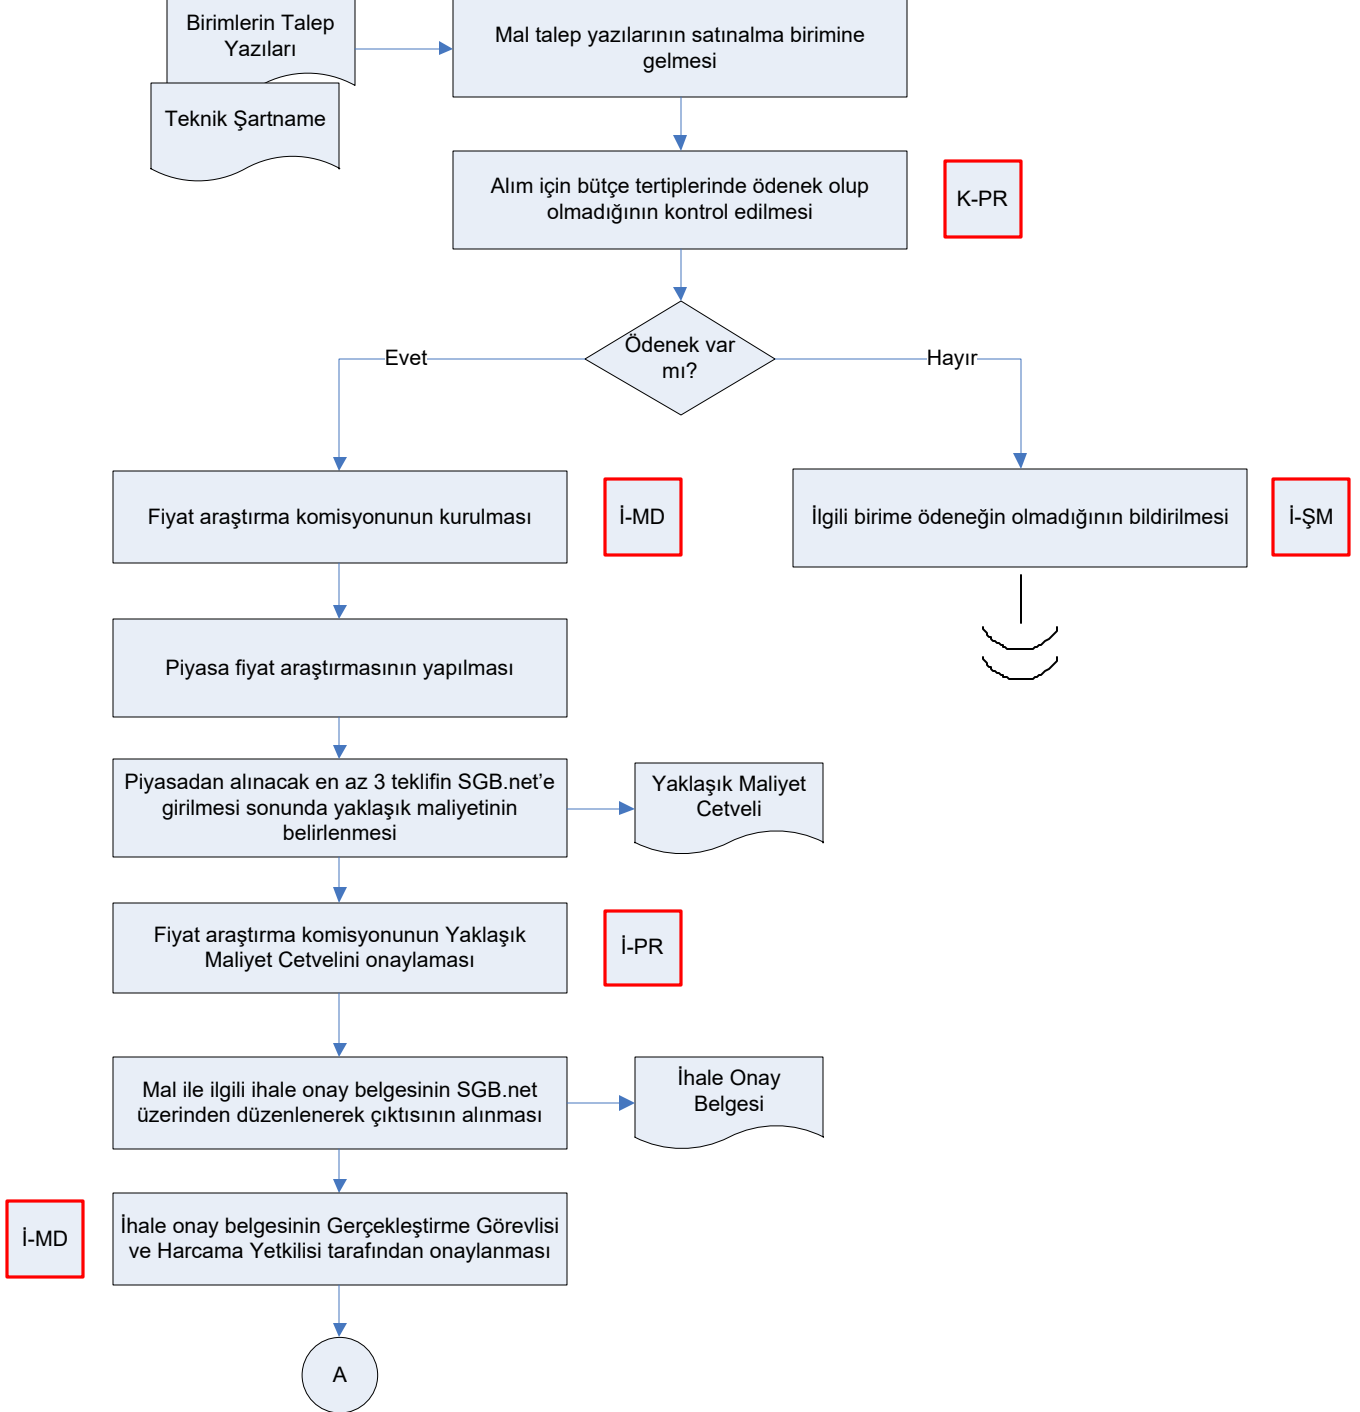 Birimlerin Talep
Yazıları
Mal talep yazılarının satınalma birimine
gelmesi
Teknik Şartname
Alım için bütçe tertiplerinde ödenek olup
olmadığının kontrol edilmesi
K-PR
Ödenek var
mı?
Evet
Hayır
Fiyat araştırma komisyonunun kurulması
İ-MD
İlgili birime ödeneğin olmadığının bildirilmesi
İ-ŞM
Piyasa fiyat araştırmasının yapılması
Piyasadan alınacak en az 3 teklifin SGB.net’e
girilmesi sonunda yaklaşık maliyetinin
belirlenmesi
Yaklaşık Maliyet
Cetveli
Fiyat araştırma komisyonunun Yaklaşık
Maliyet Cetvelini onaylaması
İ-PR
Mal ile ilgili ihale onay belgesinin SGB.net
üzerinden düzenlenerek çıktısının alınması
İhale Onay
Belgesi
İ-MD
İhale onay belgesinin Gerçekleştirme Görevlisi
ve Harcama Yetkilisi tarafından onaylanması
A